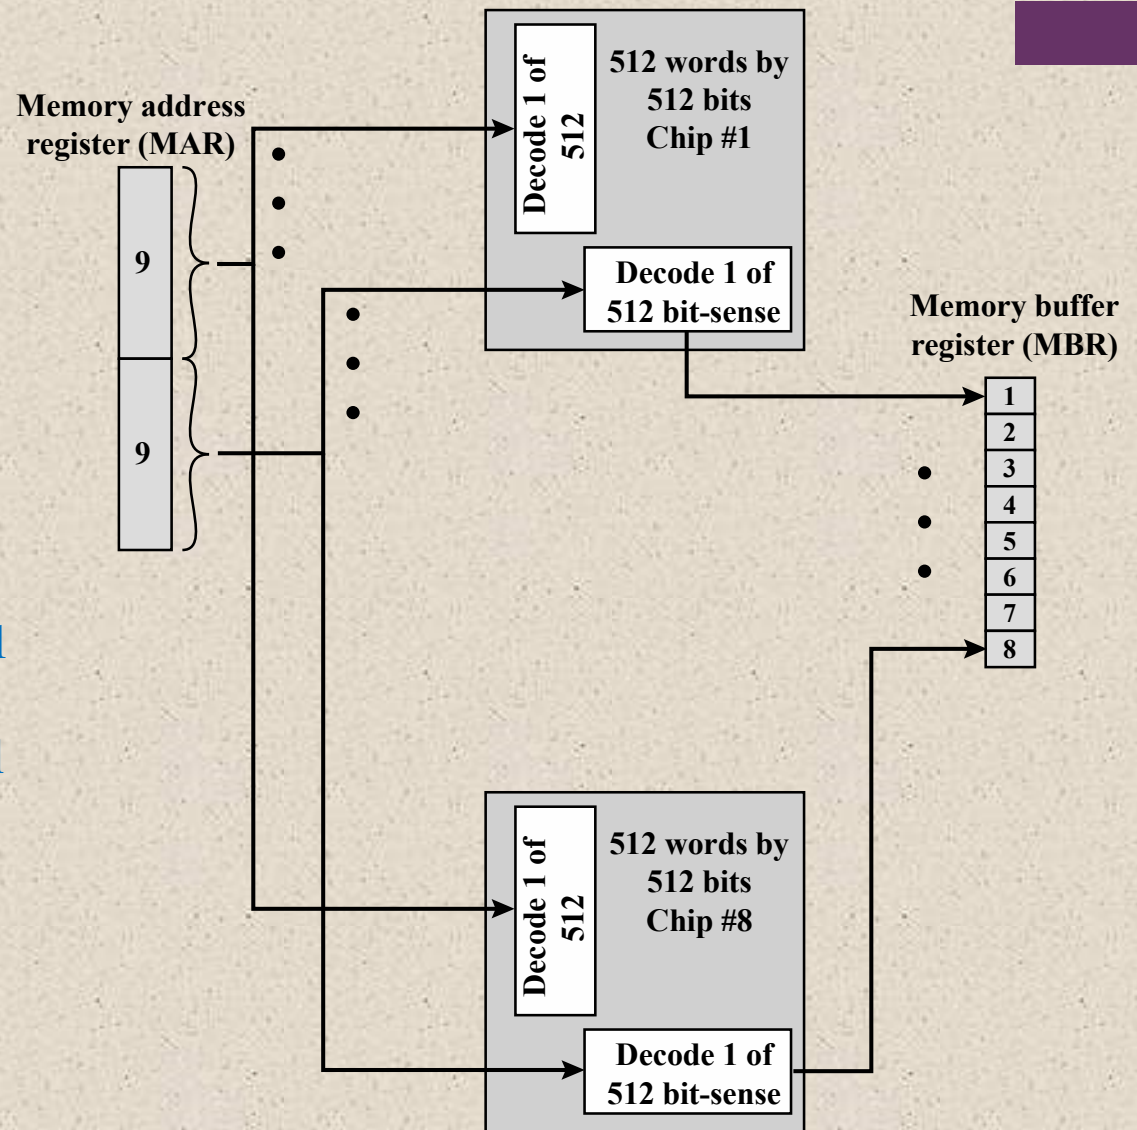 Memory address
register (MAR)
9
9
Decode 1 of
512
512 words by
512 bits
Chip #1
Decode 1 of
512 bit-sense
Memory buffer
register (MBR)
1
2
3
4
5
6
7
8
Decode 1 of
512
512 words by
512 bits
Chip #8
Decode 1 of
512 bit-sense